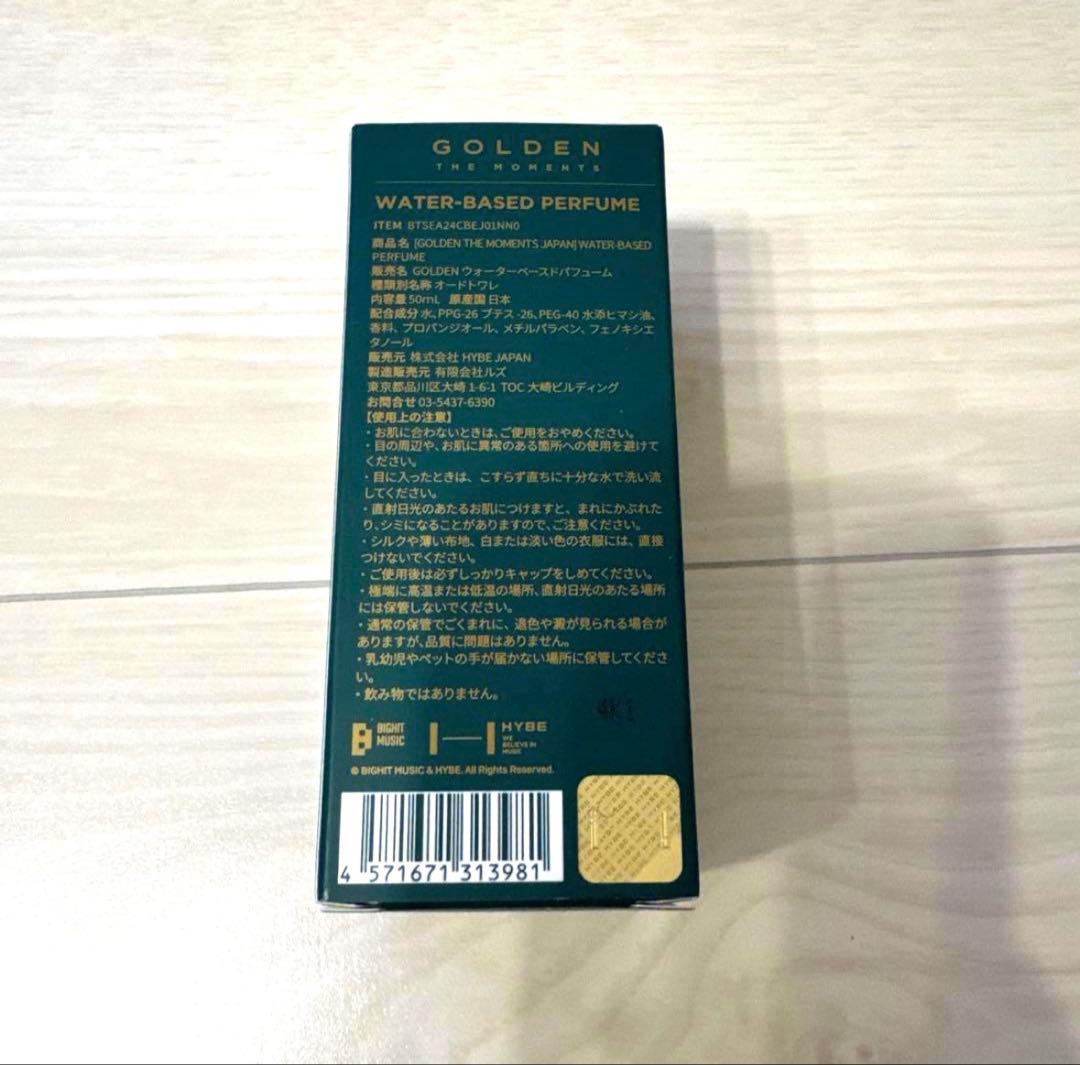 GOLDEN
THE MOMENTS
WATER-BASED PERFUME
ITEM BTSEA24CBEJ01NN0
商品名 [GOLDEN THE MOMENTS JAPAN] WATER-BASED
PERFUME
販売名 GOLDEN ウォーターベースドパフューム
種類別名称 オードトワレ
内容量 50mL 原産国 日本
配合成分 水、PPG-26 ブテス -26、PEG-40 水添ヒマシ油、
香料、プロパンジオール、メチルパラベン、フェノキシエ
タノール
販売元 株式会社 HYBE JAPAN
製造販売元 有限会社ルズ
東京都品川区大崎 1-6-1 TOC 大崎ビルディング
お問合せ 03-5437-6390
【使用上の注意】
・お肌に合わないときは、ご使用をおやめください。
・目の周辺や、お肌に異常のある箇所への使用を避けて
ください。
・目に入ったときは、こすらず直ちに十分な水で洗い流
してください。
・直射日光のあたるお肌につけますと、まれにかぶれた
り、シミになることがありますので、ご注意ください。
・シルクや薄い布地、白または淡い色の衣服には、直接
つけないでください。
・ご使用後は必ずしっかりキャップをしめてください。
・極端に高温または低温の場所、直射日光のあたる場所
には保管しないでください。
・通常の保管でごくまれに、退色や澱が見られる場合が
ありますが、品質に問題はありません。
・乳幼児やペットの手が届かない場所に保管してくださ
い。
・飲み物ではありません。
4K1
BIGHIT
MUSIC
HYBE
WE
BELIEVE IN
MUSIC
© BIGHIT MUSIC & HYBE. All Rights Reserved.
4 571671 313981
HYBE HYBE HYBE